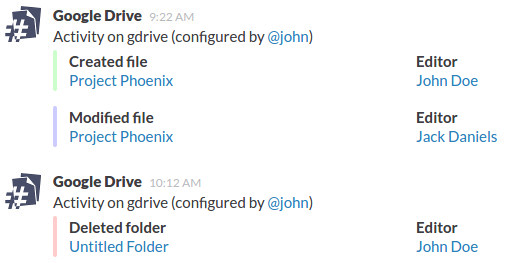 Google Drive 9:22 AM
Activity on gdrive (configured by @john)
Created file Editor
Project Phoenix John Doe
Modified file Editor
Project Phoenix Jack Daniels
Google Drive 10:12 AM
Activity on gdrive (configured by @john)
Deleted folder Editor
Untitled Folder John Doe